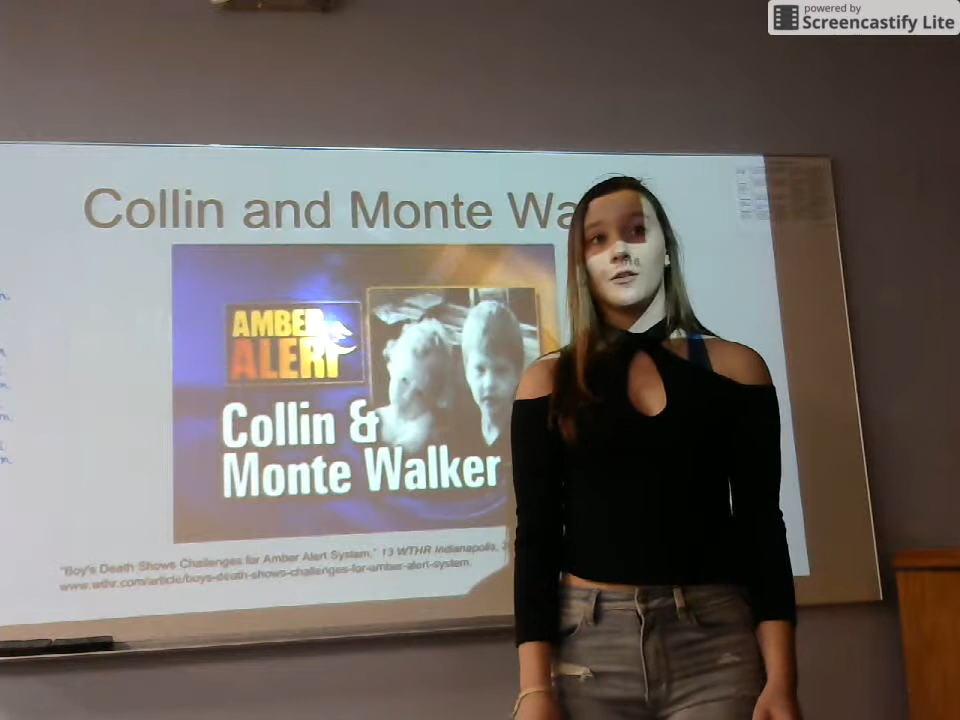 powered by
Screencastify Lite
Collin and Monte Wa
AMBER
ALERT
Collin &
Monte Walker
"Boy's Death Shows Challenges for Amber Alert System." 13 WTHR Indianapolis,
www.wthr.com/article/boys-death-shows-challenges-for-amber-alert-system.